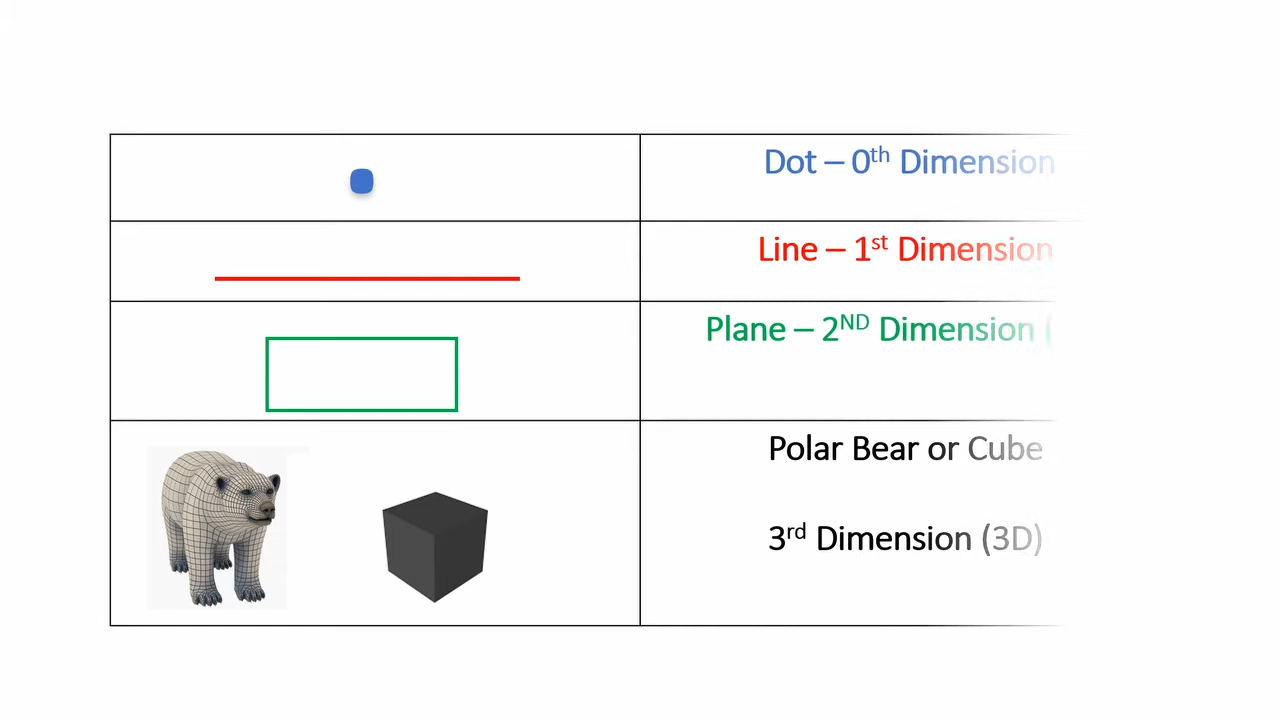 Dot – 0th Dimension
Line – 1st Dimension
Plane – 2ND Dimension (
Polar Bear or Cube
3rd Dimension (3D)